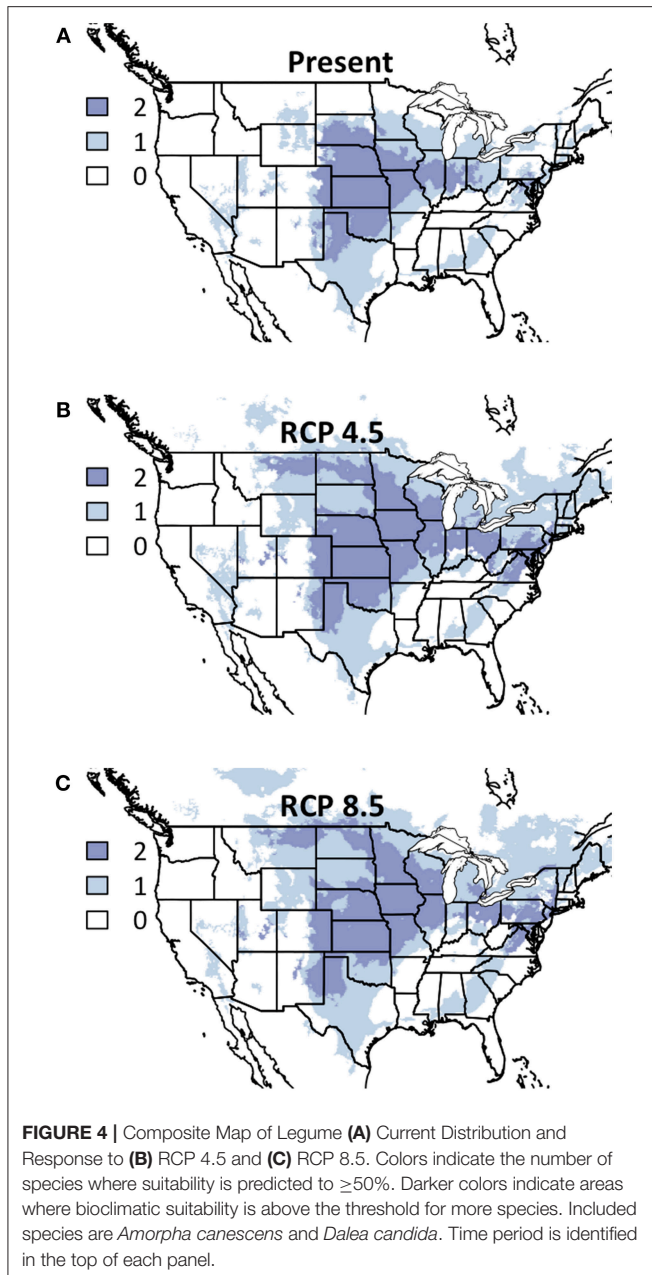 A
Present
2
1
0
B
RCP 4.5
2
1
0
C
RCP 8.5
2
1
0
FIGURE 4 | Composite Map of Legume (A) Current Distribution and
Response to (B) RCP 4.5 and (C) RCP 8.5. Colors indicate the number of
species where suitability is predicted to ≥50%. Darker colors indicate areas
where bioclimatic suitability is above the threshold for more species. Included
species are Amorpha canescens and Dalea candida. Time period is identified
in the top of each panel.